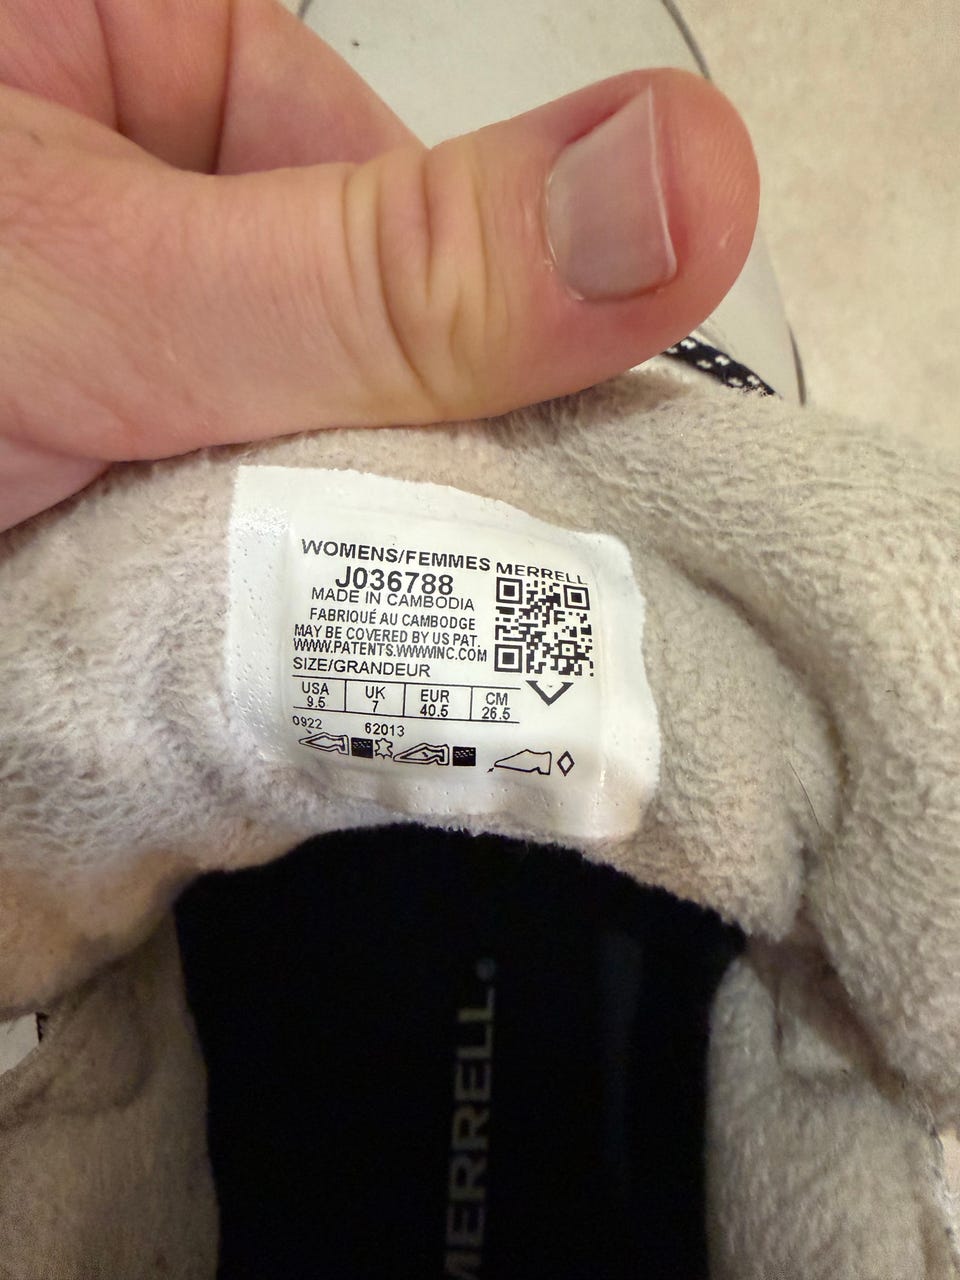 WOMENS/FEMMES MERRELL
J036788
MADE IN CAMBODIA
FABRIQUÉ AU CAMBODGE
MAY BE COVERED BY US PAT.
WWW.PATENTS.WWWINC.COM
SIZE/GRANDEUR
USA UK EUR CM
9.5 7 40.5 26.5
0922 62013
MERRELL